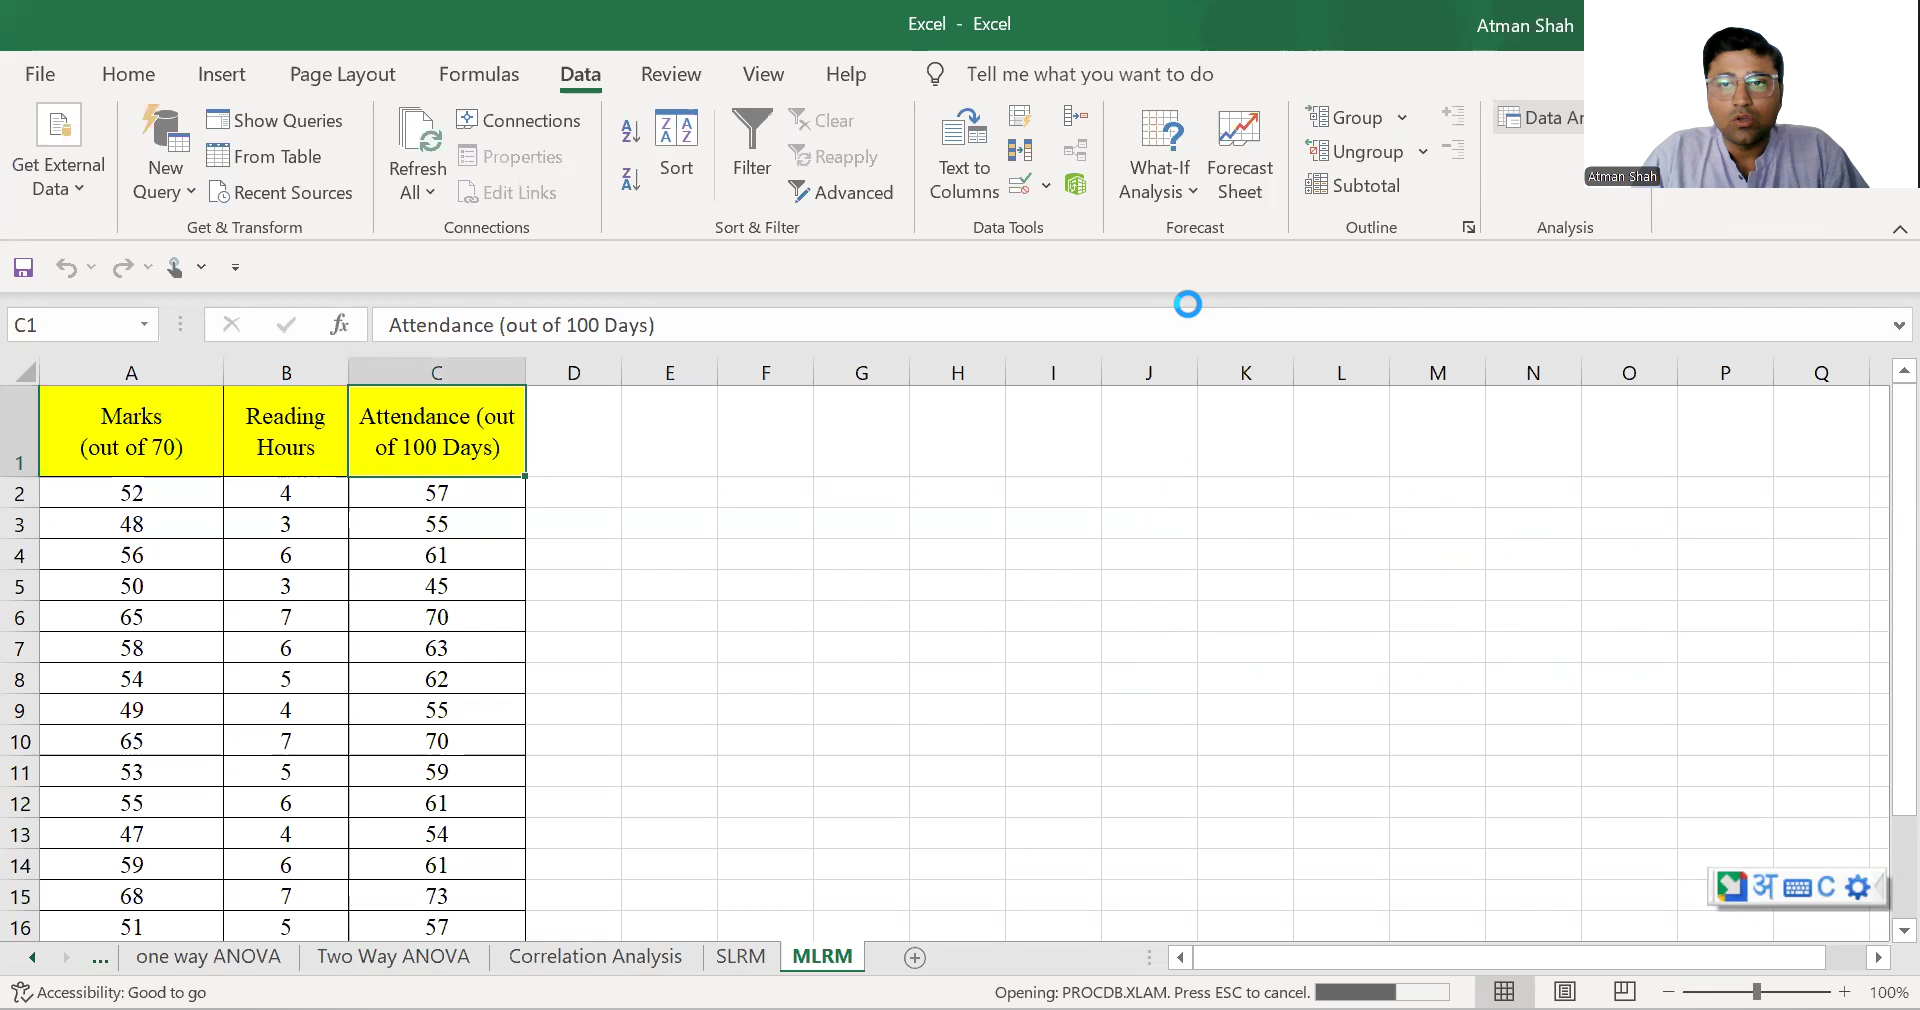 Excel - Excel
Atman Shah
File Home Insert Page Layout Formulas Data Review View Help Tell me what you want to do
Get External Data
New Query
Show Queries
From Table
Recent Sources
Get & Transform
Refresh All
Connections
Properties
Edit Links
Connections
Sort
Filter
Clear
Reapply
Advanced
Sort & Filter
Text to Columns
Data Tools
What-If Analysis
Forecast Sheet
Forecast
Group
Ungroup
Subtotal
Outline
Data An
Analysis
Atman Shah
C1 fx Attendance (out of 100 Days)
A B C D E F G H I J K L M N O P Q
1 Marks (out of 70) Reading Hours Attendance (out of 100 Days)
2 52 4 57
3 48 3 55
4 56 6 61
5 50 3 45
6 65 7 70
7 58 6 63
8 54 5 62
9 49 4 55
10 65 7 70
11 53 5 59
12 55 6 61
13 47 4 54
14 59 6 61
15 68 7 73
16 51 5 57
अ C
... one way ANOVA Two Way ANOVA Correlation Analysis SLRM MLRM
Accessibility: Good to go Opening: PROCDB.XLAM. Press ESC to cancel. 100%